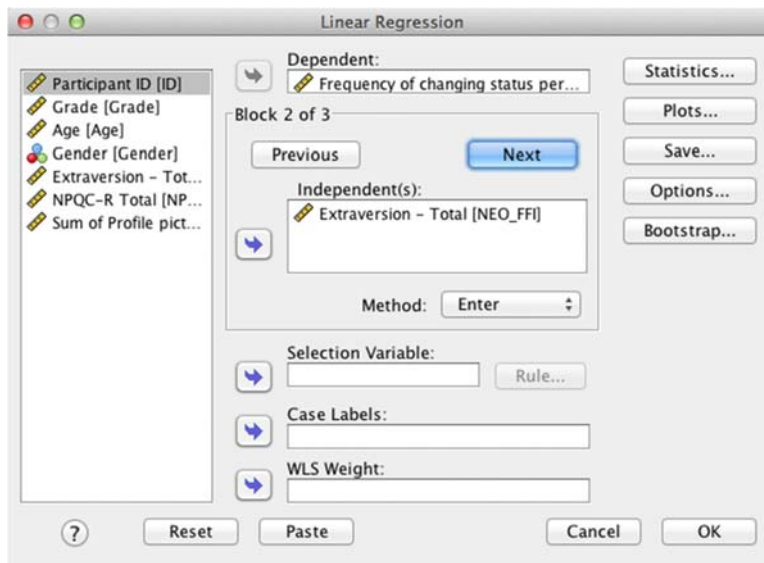 Linear Regression
Participant ID [ID]
Grade [Grade]
Age [Age]
Gender [Gender]
Extraversion – Tot...
NPQC-R Total [NP...
Sum of Profile pict...
Dependent:
Frequency of changing status per...
Block 2 of 3
Previous
Next
Independent(s):
Extraversion – Total [NEO_FFI]
Method:
Enter
Selection Variable:
Rule...
Case Labels:
WLS Weight:
Statistics...
Plots...
Save...
Options...
Bootstrap...
?
Reset
Paste
Cancel
OK